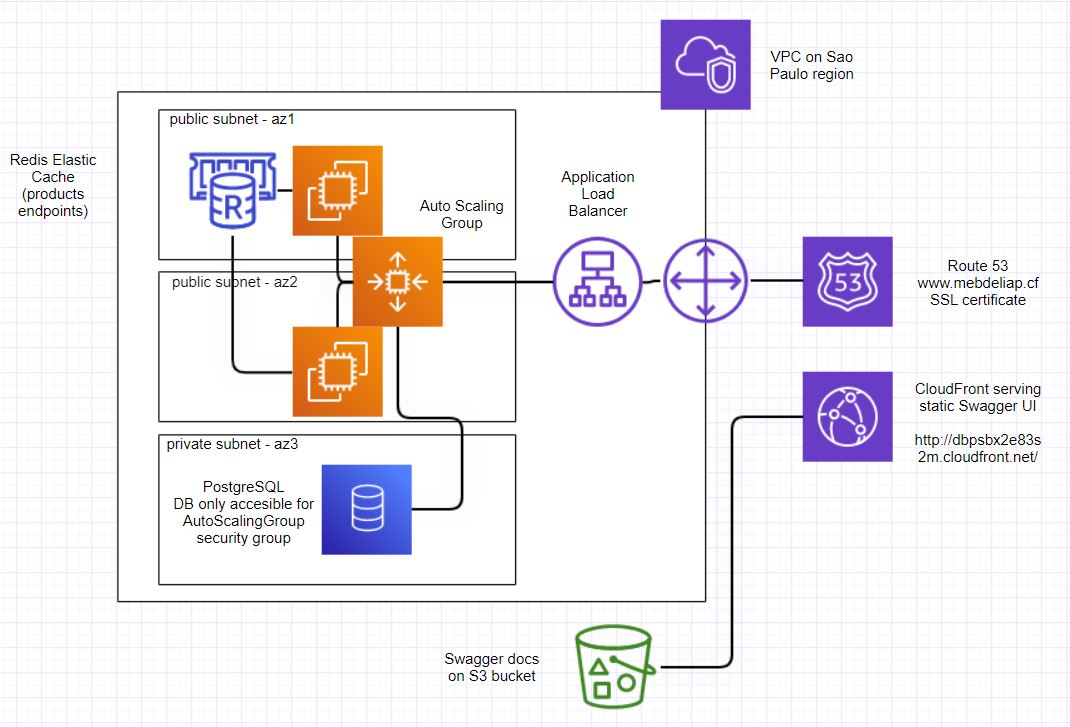 VPC on Sao
Paulo region
public subnet - az1
Redis Elastic
Cache
(products
endpoints)
R
Auto Scaling
Group
Application
Load
Balancer
public subnet - az2
53
Route 53
www.mebdeliap.cf
SSL certificate
CloudFront serving
static Swagger UI
http://dbpsbx2e83s
2m.cloudfront.net/
private subnet - az3
PostgreSQL
DB only accesible for
AutoScalingGroup
security group
Swagger docs
on S3 bucket